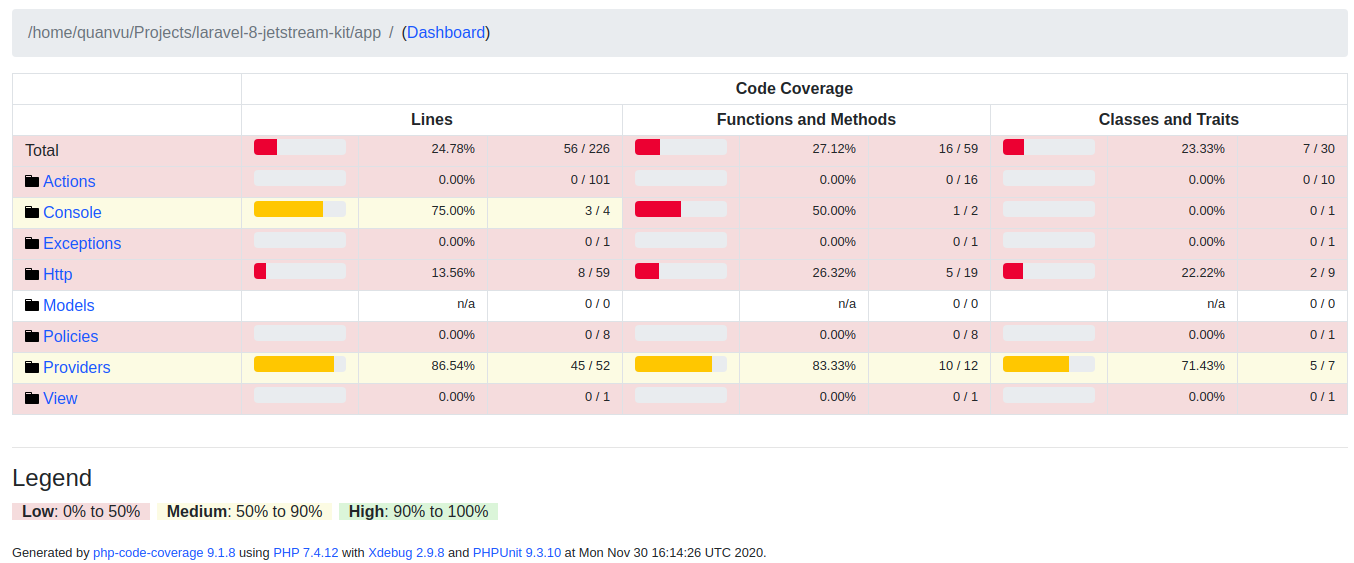 /home/quanvu/Projects/laravel-8-jetstream-kit/app / (Dashboard)
Code Coverage
Lines Functions and Methods Classes and Traits
Total 24.78% 56 / 226 27.12% 16 / 59 23.33% 7 / 30
Actions 0.00% 0 / 101 0.00% 0 / 16 0.00% 0 / 10
Console 75.00% 3 / 4 50.00% 1 / 2 0.00% 0 / 1
Exceptions 0.00% 0 / 1 0.00% 0 / 1 0.00% 0 / 1
Http 13.56% 8 / 59 26.32% 5 / 19 22.22% 2 / 9
Models n/a 0 / 0 n/a 0 / 0 n/a 0 / 0
Policies 0.00% 0 / 8 0.00% 0 / 8 0.00% 0 / 1
Providers 86.54% 45 / 52 83.33% 10 / 12 71.43% 5 / 7
View 0.00% 0 / 1 0.00% 0 / 1 0.00% 0 / 1
Legend
Low: 0% to 50% Medium: 50% to 90% High: 90% to 100%
Generated by php-code-coverage 9.1.8 using PHP 7.4.12 with Xdebug 2.9.8 and PHPUnit 9.3.10 at Mon Nov 30 16:14:26 UTC 2020.